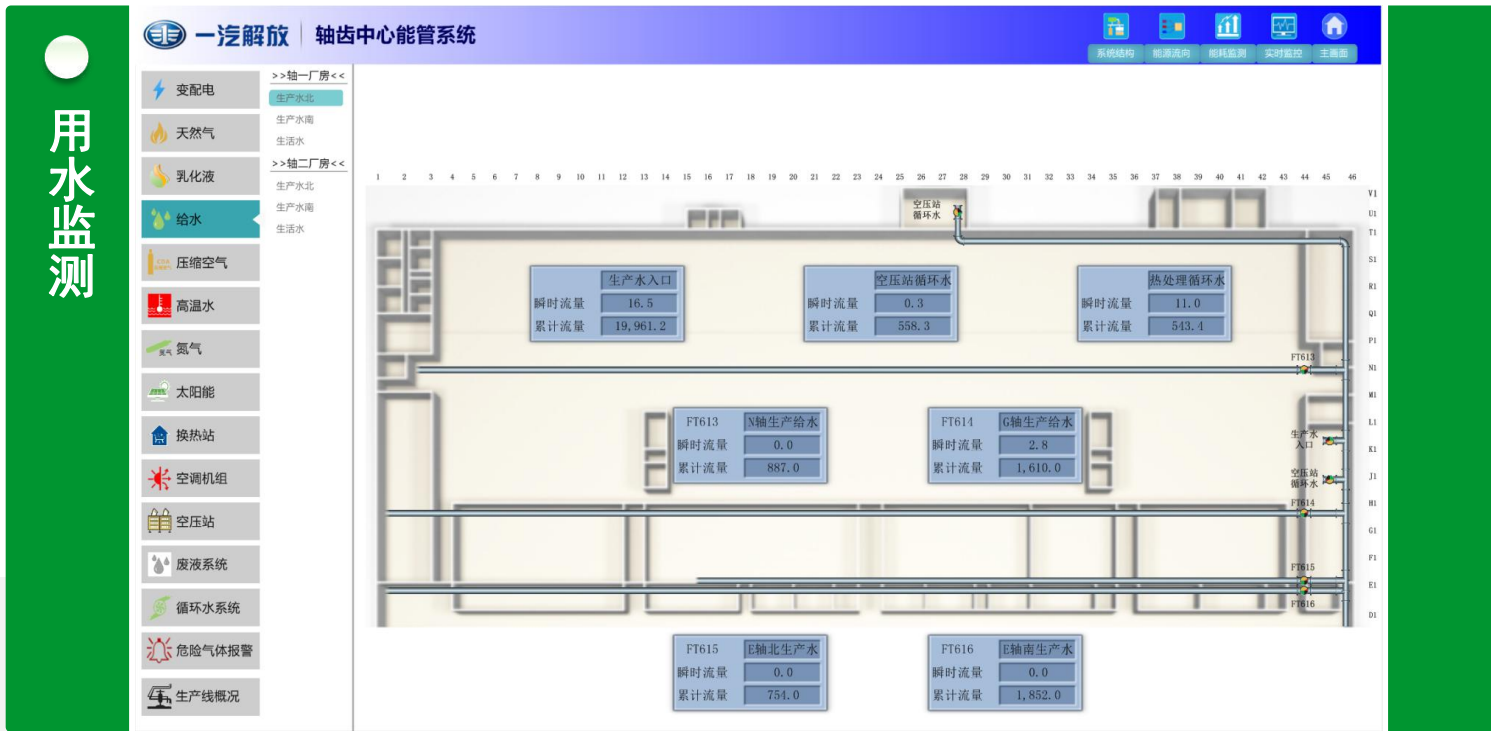 用水监测
一汽解放 轴齿中心能管系统
系统结构 能源流向 能耗监测 实时监控 主画面
变配电
天然气
乳化液
给水
压缩空气
高温水
氮气
氮气
太阳能
换热站
空调机组
空压站
废液系统
循环水系统
危险气体报警
生产线概况
>>轴一厂房<<
生产水北
生产水南
生活水
>>轴二厂房<<
生产水北
生产水南
生活水
1 2 3 4 5 6 7 8 9 10 11 12 13 14 15 16 17 18 19 20 21 22 23 24 25 26 27 28 29 30 31 32 33 34 35 36 37 38 39 40 41 42 43 44 45 46
V1
U1
T1
S1
R1
Q1
P1
N1
M1
L1
K1
J1
H1
G1
F1
E1
D1
空压站
循环水
生产水入口
瞬时流量 16.5
累计流量 19,961.2
空压站循环水
瞬时流量 0.3
累计流量 558.3
热处理循环水
瞬时流量 11.0
累计流量 543.4
FT613
FT613 N轴生产给水
瞬时流量 0.0
累计流量 887.0
FT614 G轴生产给水
瞬时流量 2.8
累计流量 1,610.0
生产水
入口
空压站
循环水
FT614
FT615
FT616
FT615 E轴北生产水
瞬时流量 0.0
累计流量 754.0
FT616 E轴南生产水
瞬时流量 0.0
累计流量 1,852.0